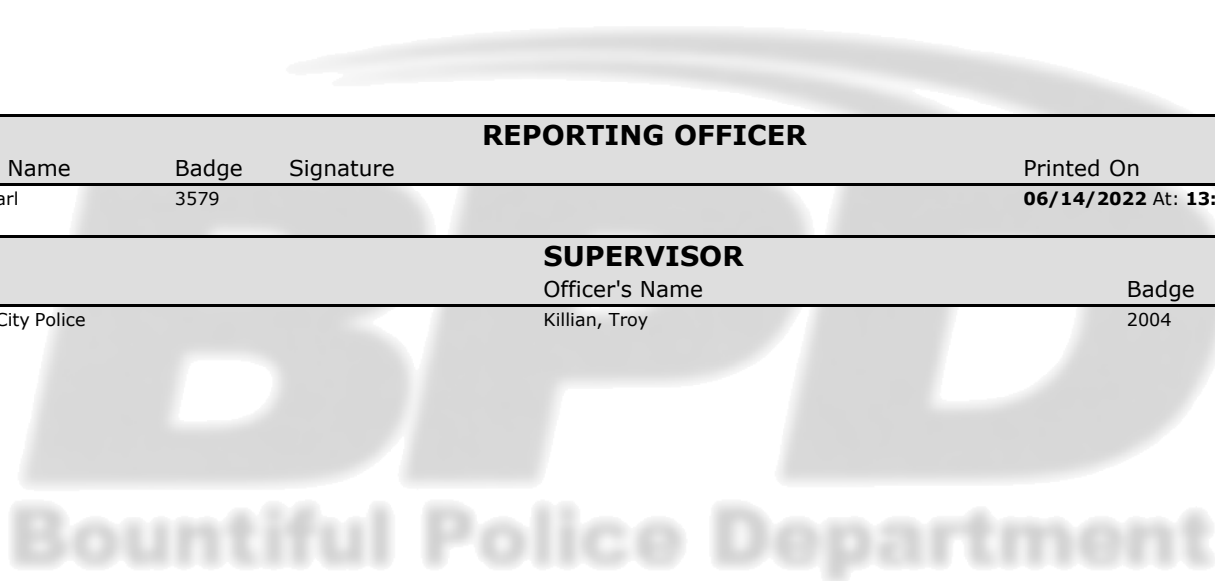 REPORTING OFFICER
Name Badge Signature Printed On
arl 3579 06/14/2022 At: 13:
SUPERVISOR
Officer's Name Badge
City Police Killian, Troy 2004
BPD
Bountiful Police Department